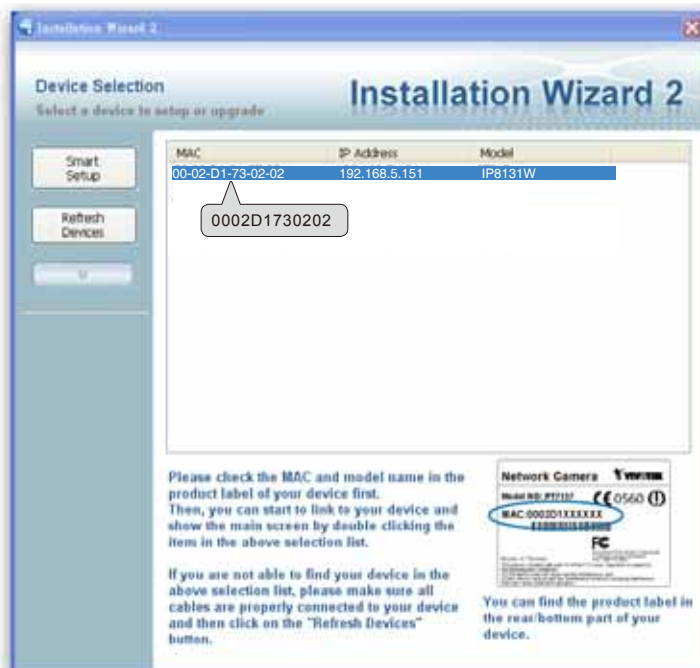 Installation Wizard 2
Device Selection
Select a device to setup or upgrade
Installation Wizard 2
Smart
Setup
Refresh
Devices
MAC IP Address Model
00-02-D1-73-02-02 192.168.5.151 IP8131W
0002D1730202
Please check the MAC and model name in the
product label of your device first.
Then, you can start to link to your device and
show the main screen by double clicking the
item in the above selection list.
If you are not able to find your device in the
above selection list, please make sure all
cables are properly connected to your device
and then click on the "Refresh Devices"
button.
Network Camera VIVOTEK
Model NO: PT7137 CE 0560
MAC:0002D1XXXXXX
FC
You can find the product label in
the rear/bottom part of your
device.